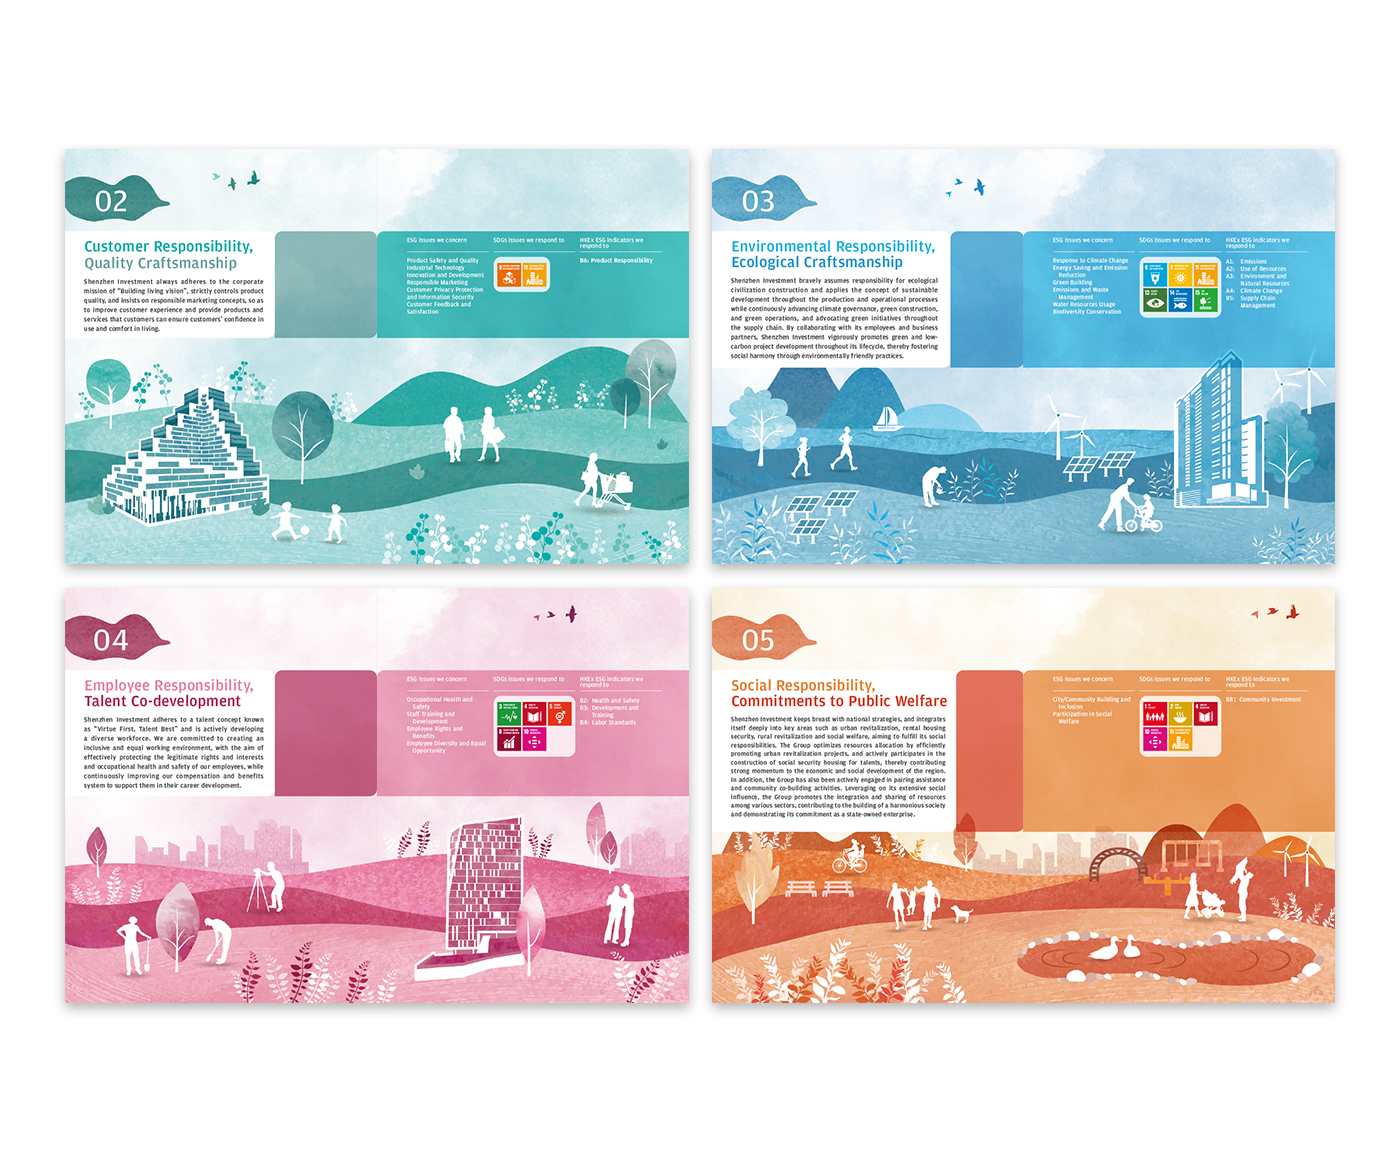 02
Customer Responsibility,
Quality Craftsmanship
Shenzhen Investment always adheres to the corporate
mission of “Building living vision”, strictly controls product
quality, and insists on responsible marketing concepts, so as
to improve customer experience and provide products and
services that customers can ensure customers’ confidence in
use and comfort in living.
ESG issues we concern
Product Safety and Quality
Industrial Technology
Innovation and Development
Responsible Marketing
Customer Privacy Protection
and Information Security
Customer Feedback and
Satisfaction
SDGs issues we respond to
9
11
HKEx ESG indicators we
respond to
B6: Product Responsibility
03
Environmental Responsibility,
Ecological Craftsmanship
Shenzhen Investment bravely assumes responsibility for ecological
civilization construction and applies the concept of sustainable
development throughout the production and operational processes
while continuously advancing climate governance, green construction,
and green operations, and advocating green initiatives throughout
the supply chain. By collaborating with its employees and business
partners, Shenzhen Investment vigorously promotes green and low-
carbon project development throughout its lifecycle, thereby fostering
social harmony through environmentally friendly practices.
ESG issues we concern
Response to Climate Change
Energy Saving and Emission
Reduction
Green Building
Emissions and Waste
Management
Water Resources Usage
Biodiversity Conservation
SDGs issues we respond to
6 7 11
13 14 15
HKEx ESG indicators we
respond to
A1: Emissions
A2: Use of Resources
A3: Environment and
Natural Resources
A4: Climate Change
B5: Supply Chain
Management
04
Employee Responsibility,
Talent Co-development
Shenzhen Investment adheres to a talent concept known
as “Virtue First, Talent Best” and is actively developing
a diverse workforce. We are committed to creating an
inclusive and equal working environment, with the aim of
effectively protecting the legitimate rights and interests
and occupational health and safety of our employees, while
continuously improving our compensation and benefits
system to support them in their career development.
ESG issues we concern
Occupational Health and
Safety
Staff Training and
Development
Employee Rights and
Benefits
Employee Diversity and Equal
Opportunity
SDGs issues we respond to
3 4 5
8 10
HKEx ESG indicators we
respond to
B2: Health and Safety
B3: Development and
Training
B4: Labor Standards
05
Social Responsibility,
Commitments to Public Welfare
Shenzhen Investment keeps breast with national strategies, and integrates
itself deeply into key areas such as urban revitalization, rental housing
security, rural revitalization and social welfare, aiming to fulfil its social
responsibilities. The Group optimizes resources allocation by efficiently
promoting urban revitalization projects, and actively participates in the
construction of social security housing for talents, thereby contributing
strong momentum to the economic and social development of the region.
In addition, the Group has also been actively engaged in pairing assistance
and community co-building activities. Leveraging on its extensive social
influence, the Group promotes the integration and sharing of resources
among various sectors, contributing to the building of a harmonious society
and demonstrating its commitment as a state-owned enterprise.
ESG issues we concern
City/Community Building and
Inclusion
Participation in Social
Welfare
SDGs issues we respond to
1 2 4
10 11
HKEx ESG indicators we
respond to
B8: Community Investment